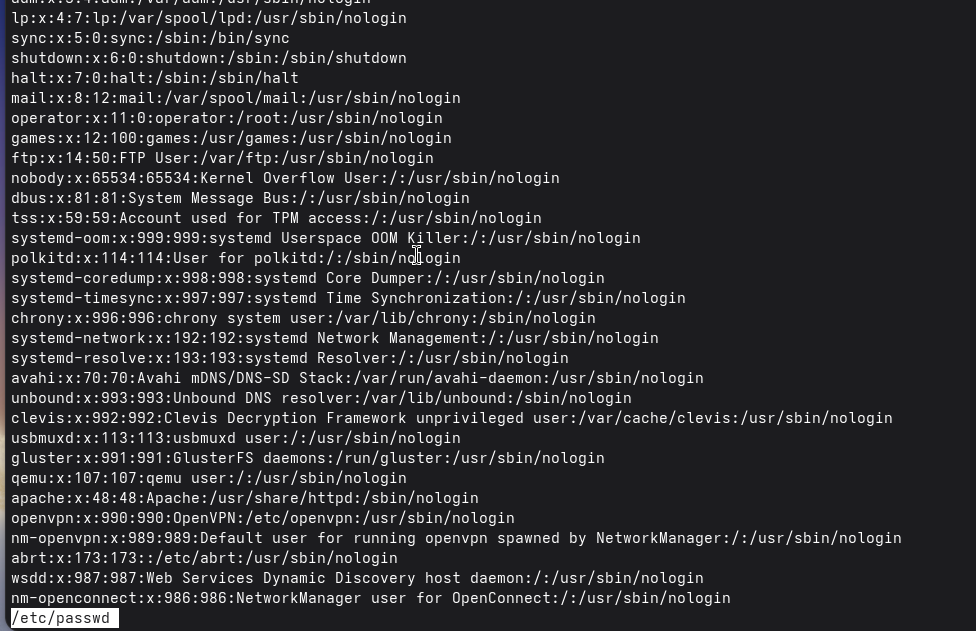 adm:x:3:4:adm:/var/adm:/usr/sbin/nologin
lp:x:4:7:lp:/var/spool/lpd:/usr/sbin/nologin
sync:x:5:0:sync:/sbin:/bin/sync
shutdown:x:6:0:shutdown:/sbin:/sbin/shutdown
halt:x:7:0:halt:/sbin:/sbin/halt
mail:x:8:12:mail:/var/spool/mail:/usr/sbin/nologin
operator:x:11:0:operator:/root:/usr/sbin/nologin
games:x:12:100:games:/usr/games:/usr/sbin/nologin
ftp:x:14:50:FTP User:/var/ftp:/usr/sbin/nologin
nobody:x:65534:65534:Kernel Overflow User:/:/usr/sbin/nologin
dbus:x:81:81:System Message Bus:/:/usr/sbin/nologin
tss:x:59:59:Account used for TPM access:/:/usr/sbin/nologin
systemd-oom:x:999:999:systemd Userspace OOM Killer:/:/usr/sbin/nologin
polkitd:x:114:114:User for polkitd:/:/sbin/nologin
systemd-coredump:x:998:998:systemd Core Dumper:/:/usr/sbin/nologin
systemd-timesync:x:997:997:systemd Time Synchronization:/:/usr/sbin/nologin
chrony:x:996:996:chrony system user:/var/lib/chrony:/sbin/nologin
systemd-network:x:192:192:systemd Network Management:/:/usr/sbin/nologin
systemd-resolve:x:193:193:systemd Resolver:/:/usr/sbin/nologin
avahi:x:70:70:Avahi mDNS/DNS-SD Stack:/var/run/avahi-daemon:/usr/sbin/nologin
unbound:x:993:993:Unbound DNS resolver:/var/lib/unbound:/sbin/nologin
clevis:x:992:992:Clevis Decryption Framework unprivileged user:/var/cache/clevis:/usr/sbin/nologin
usbmuxd:x:113:113:usbmuxd user:/:/usr/sbin/nologin
gluster:x:991:991:GlusterFS daemons:/run/gluster:/usr/sbin/nologin
qemu:x:107:107:qemu user:/:/usr/sbin/nologin
apache:x:48:48:Apache:/usr/share/httpd:/sbin/nologin
openvpn:x:990:990:OpenVPN:/etc/openvpn:/usr/sbin/nologin
nm-openvpn:x:989:989:Default user for running openvpn spawned by NetworkManager:/:/usr/sbin/nologin
abrt:x:173:173::/etc/abrt:/usr/sbin/nologin
wsdd:x:987:987:Web Services Dynamic Discovery host daemon:/:/usr/sbin/nologin
nm-openconnect:x:986:986:NetworkManager user for OpenConnect:/:/usr/sbin/nologin
/etc/passwd